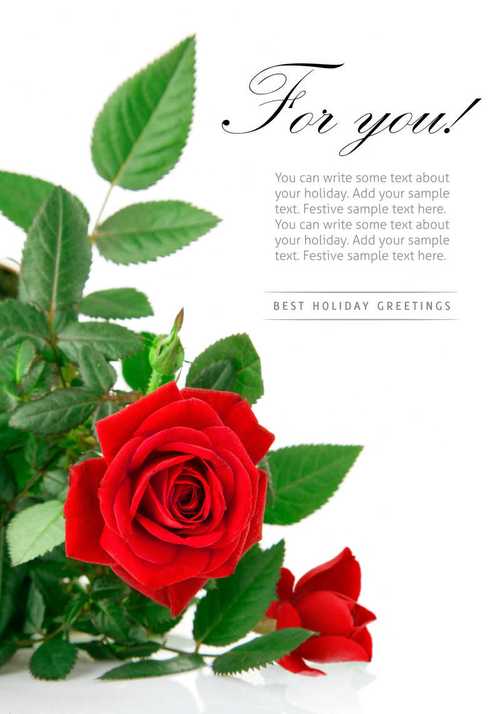 For you!
You can write some text about
your holiday. Add your sample
text. Festive sample text here.
You can write some text about
your holiday. Add your sample
text. Festive sample text here.
BEST HOLIDAY GREETINGS